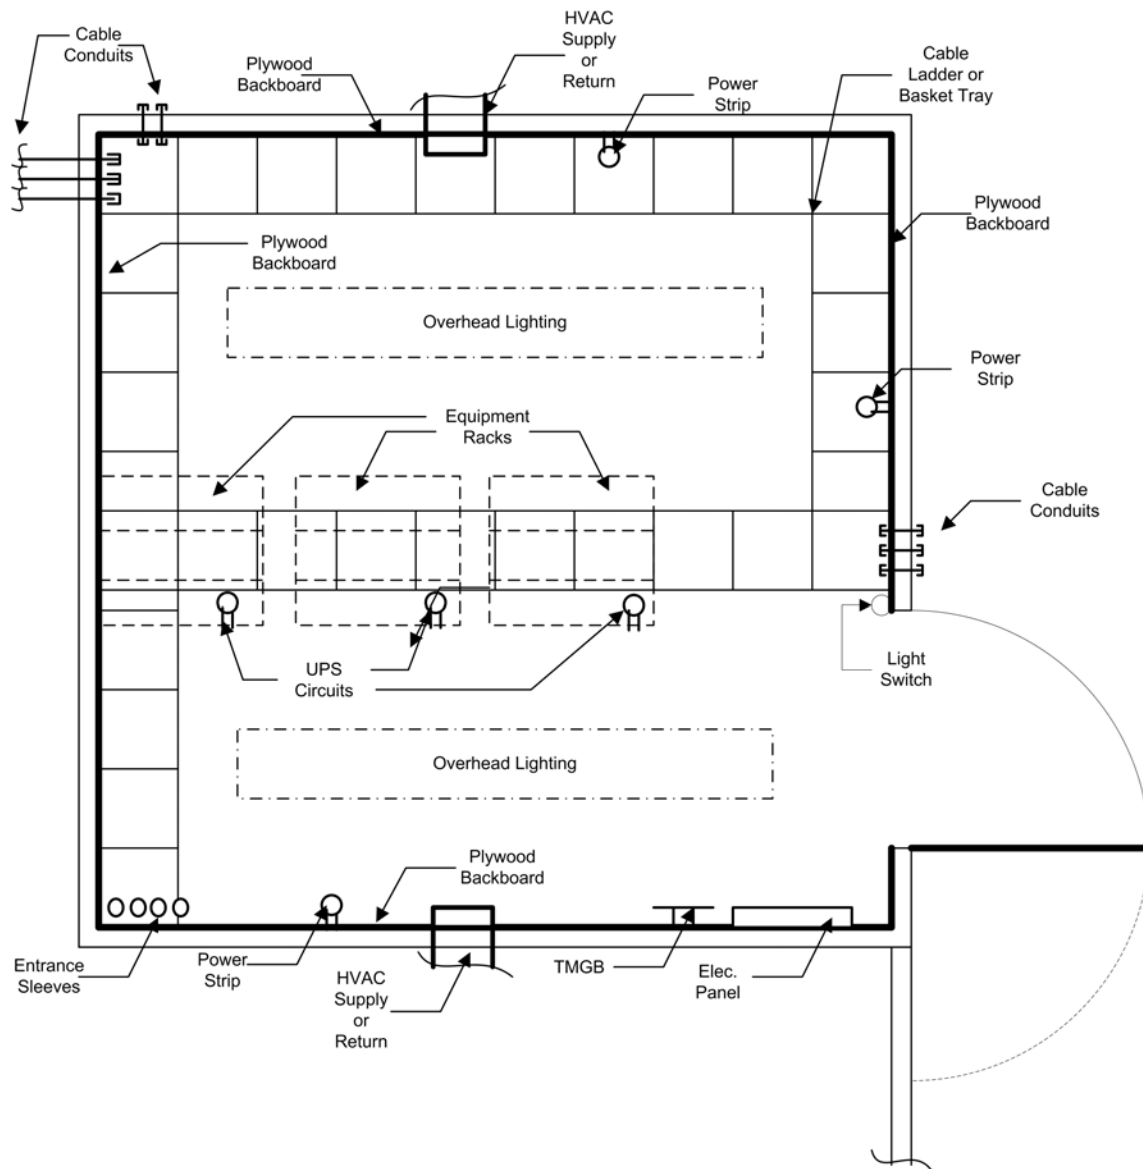 Cable
Conduits
HVAC
Supply
or
Return
Plywood
Backboard
Power
Strip
Cable
Ladder or
Basket Tray
Plywood
Backboard
Plywood
Backboard
Overhead Lighting
Power
Strip
Equipment
Racks
Cable
Conduits
UPS
Circuits
Light
Switch
Overhead Lighting
Plywood
Backboard
Entrance
Sleeves
Power
Strip
HVAC
Supply
or
Return
TMGB
Elec.
Panel